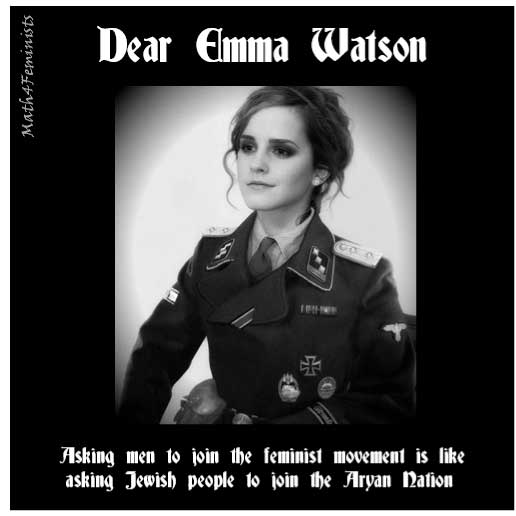 Math4Feminists
Dear Emma Watson
Asking men to join the feminist movement is like
asking Jewish people to join the Aryan Nation